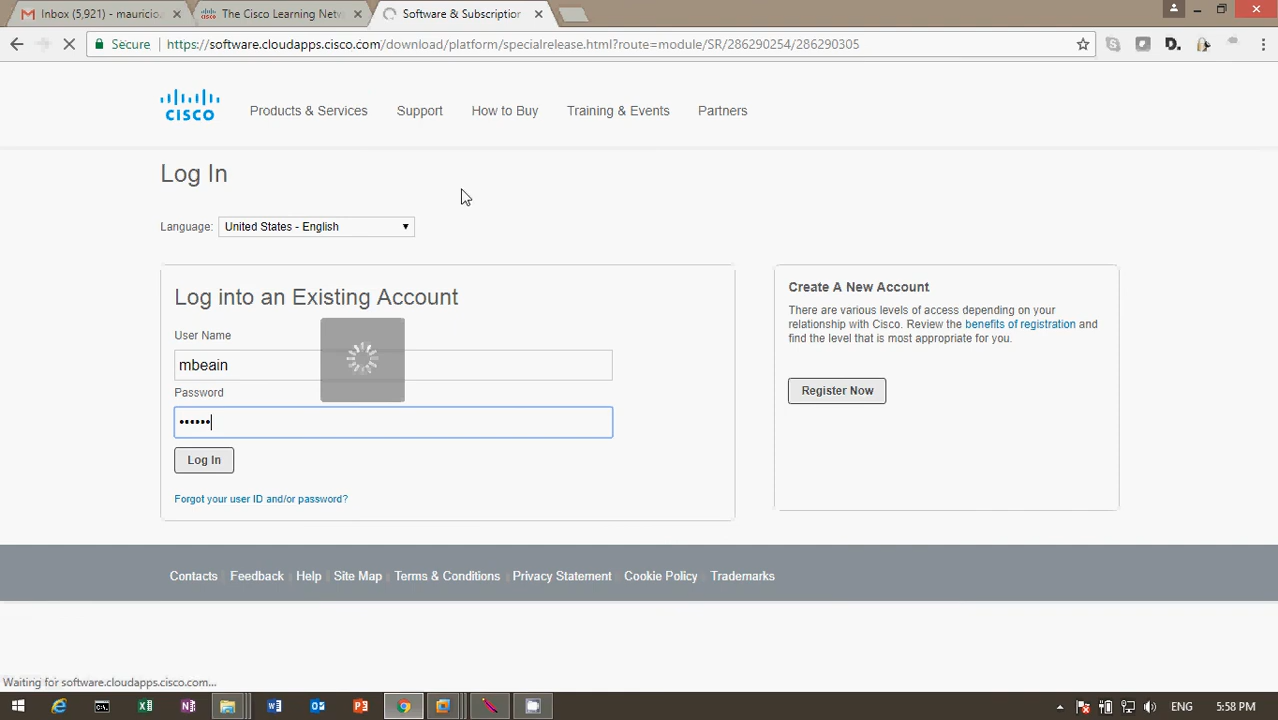 Inbox (5,921) - mauricio.
The Cisco Learning Netw
Software & Subscription
Secure
https://software.cloudapps.cisco.com/download/platform/specialrelease.html?route=module/SR/286290254/286290305
CISCO
Products & Services
Support
How to Buy
Training & Events
Partners
Log In
Language:
United States - English
Log into an Existing Account
User Name
mbeain
Password
••••••
Log In
Forgot your user ID and/or password?
Create A New Account
There are various levels of access depending on your
relationship with Cisco. Review the benefits of registration and
find the level that is most appropriate for you.
Register Now
Contacts
Feedback
Help
Site Map
Terms & Conditions
Privacy Statement
Cookie Policy
Trademarks
Waiting for software.cloudapps.cisco.com...
ENG
5:58 PM